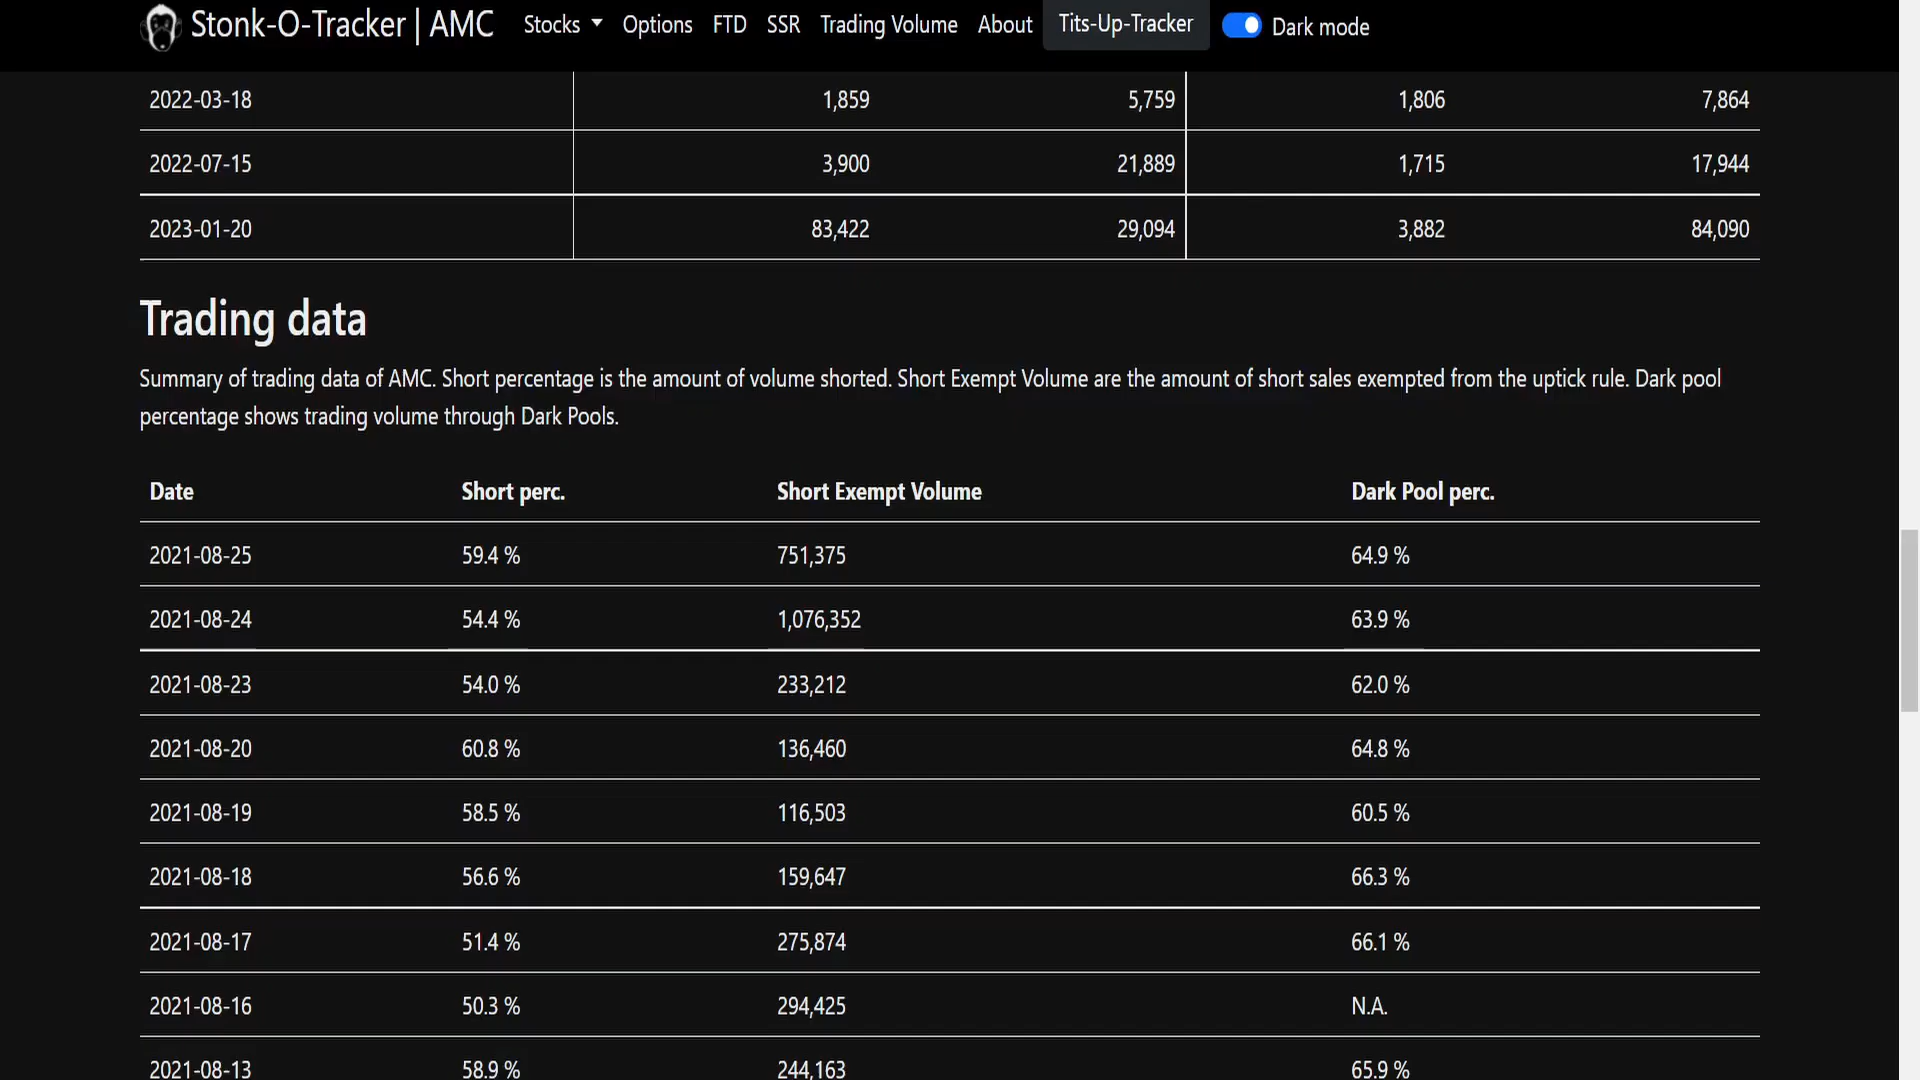 Stonk-O-Tracker | AMC Stocks Options FTD SSR Trading Volume About Tits-Up-Tracker Dark mode
2022-03-18 1,859 5,759 1,806 7,864
2022-07-15 3,900 21,889 1,715 17,944
2023-01-20 83,422 29,094 3,882 84,090
Trading data
Summary of trading data of AMC. Short percentage is the amount of volume shorted. Short Exempt Volume are the amount of short sales exempted from the uptick rule. Dark pool
percentage shows trading volume through Dark Pools.
Date Short perc. Short Exempt Volume Dark Pool perc.
2021-08-25 59.4 % 751,375 64.9 %
2021-08-24 54.4 % 1,076,352 63.9 %
2021-08-23 54.0 % 233,212 62.0 %
2021-08-20 60.8 % 136,460 64.8 %
2021-08-19 58.5 % 116,503 60.5 %
2021-08-18 56.6 % 159,647 66.3 %
2021-08-17 51.4 % 275,874 66.1 %
2021-08-16 50.3 % 294,425 N.A.
2021-08-13 58.9 % 244,163 65.9 %